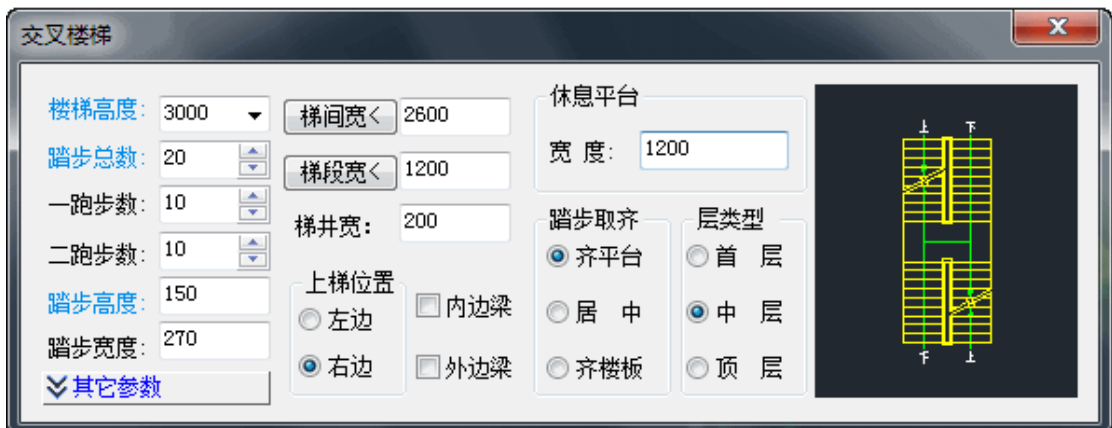 交叉楼梯
楼梯高度: 3000
踏步总数: 20
一跑步数: 10
二跑步数: 10
踏步高度: 150
踏步宽度: 270
其它参数
梯间宽< 2600
梯段宽< 1200
梯井宽: 200
上梯位置
左边
右边
内边梁
外边梁
休息平台
宽 度: 1200
踏步取齐
齐平台
居 中
齐楼板
层类型
首 层
中 层
顶 层
上 下
下 上